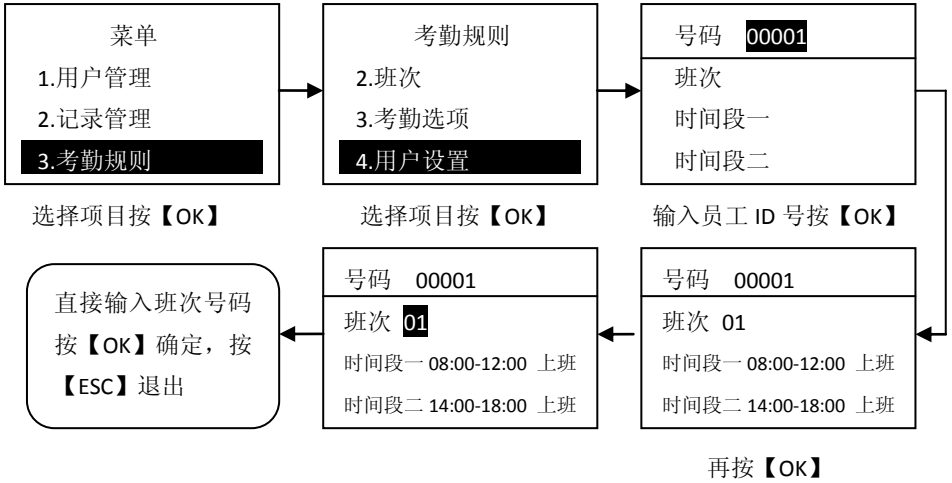 菜单
1.用户管理
2.记录管理
3.考勤规则
选择项目按【OK】
考勤规则
2.班次
3.考勤选项
4.用户设置
选择项目按【OK】
号码 00001
班次
时间段一
时间段二
输入员工 ID 号按【OK】
号码 00001
班次 01
时间段一 08:00-12:00 上班
时间段二 14:00-18:00 上班
再按【OK】
号码 00001
班次 01
时间段一 08:00-12:00 上班
时间段二 14:00-18:00 上班
直接输入班次号码
按【OK】确定，按
【ESC】退出